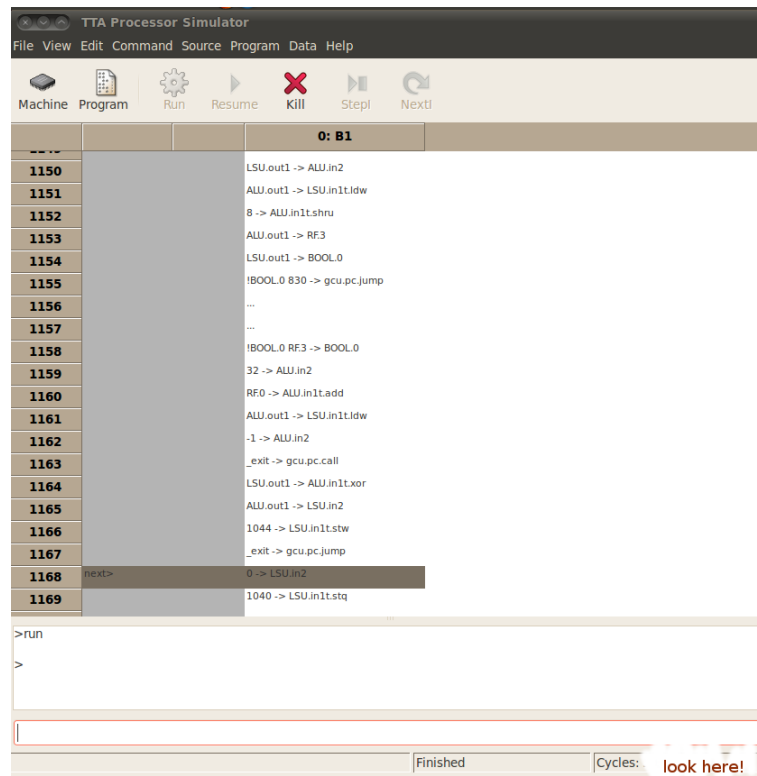 TTA Processor Simulator
File View Edit Command Source Program Data Help
Machine Program Run Resume Kill StepI NextI
0: B1
1150 LSU.out1 -> ALU.in2
1151 ALU.out1 -> LSU.in1t.ldw
1152 8 -> ALU.in1t.shru
1153 ALU.out1 -> RF.3
1154 LSU.out1 -> BOOL.0
1155 !BOOL.0 830 -> gcu.pc.jump
1156 ...
1157 ...
1158 !BOOL.0 RF.3 -> BOOL.0
1159 32 -> ALU.in2
1160 RF.0 -> ALU.in1t.add
1161 ALU.out1 -> LSU.in1t.ldw
1162 -1 -> ALU.in2
1163 _exit -> gcu.pc.call
1164 LSU.out1 -> ALU.in1t.xor
1165 ALU.out1 -> LSU.in2
1166 1044 -> LSU.in1t.stw
1167 _exit -> gcu.pc.jump
1168 next> 0 -> LSU.in2
1169 1040 -> LSU.in1t.stq
>run
>
Finished Cycles: look here!